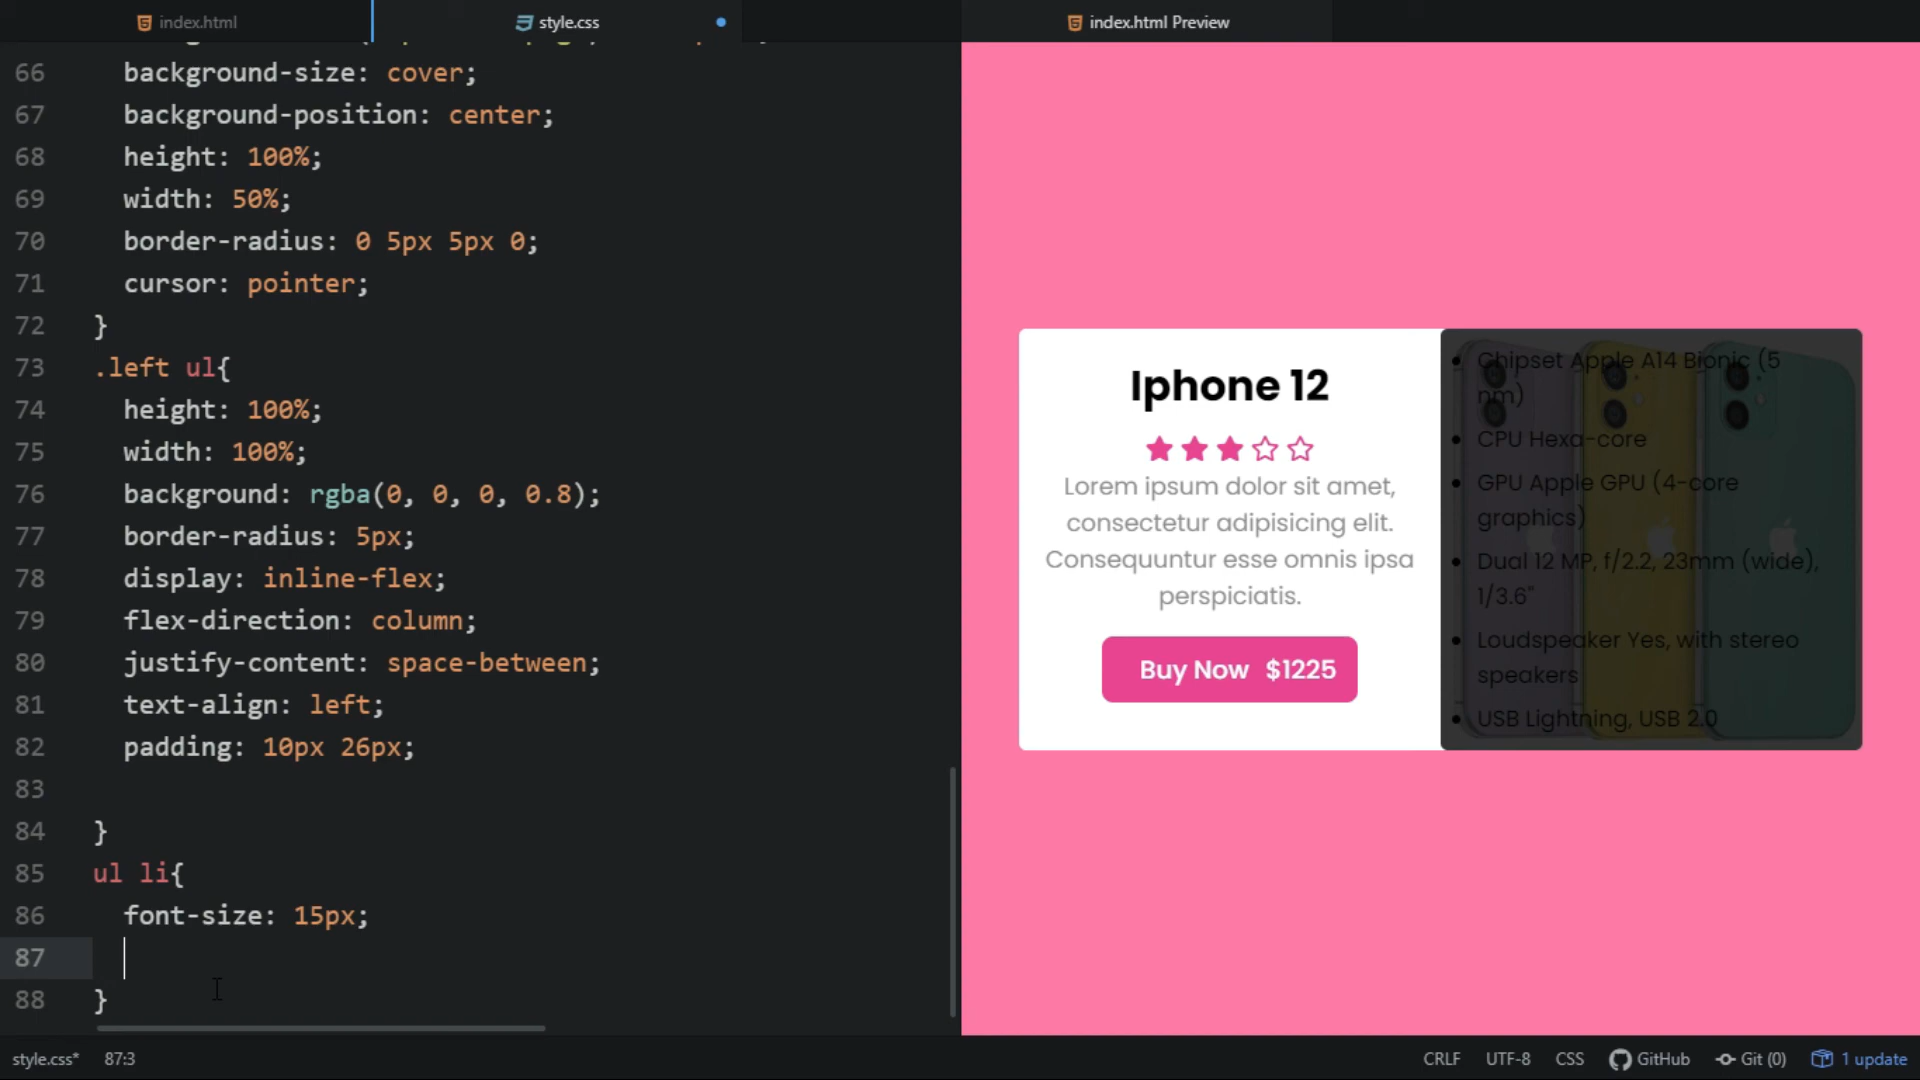 index.html
style.css
index.html Preview
66 background-size: cover;
67 background-position: center;
68 height: 100%;
69 width: 50%;
70 border-radius: 0 5px 5px 0;
71 cursor: pointer;
72 }
73 .left ul{
74 height: 100%;
75 width: 100%;
76 background: rgba(0, 0, 0, 0.8);
77 border-radius: 5px;
78 display: inline-flex;
79 flex-direction: column;
80 justify-content: space-between;
81 text-align: left;
82 padding: 10px 26px;
83
84 }
85 ul li{
86 font-size: 15px;
87
88 }
Iphone 12
Lorem ipsum dolor sit amet,
consectetur adipisicing elit.
Consequuntur esse omnis ipsa
perspiciatis.
Buy Now $1225
Chipset Apple A14 Bionic (5
nm)
CPU Hexa-core
GPU Apple GPU (4-core
graphics)
Dual 12 MP, f/2.2, 23mm (wide),
1/3.6"
Loudspeaker Yes, with stereo
speakers
USB Lightning, USB 2.0
style.css* 87:3
CRLF UTF-8 CSS GitHub Git (0) 1 update